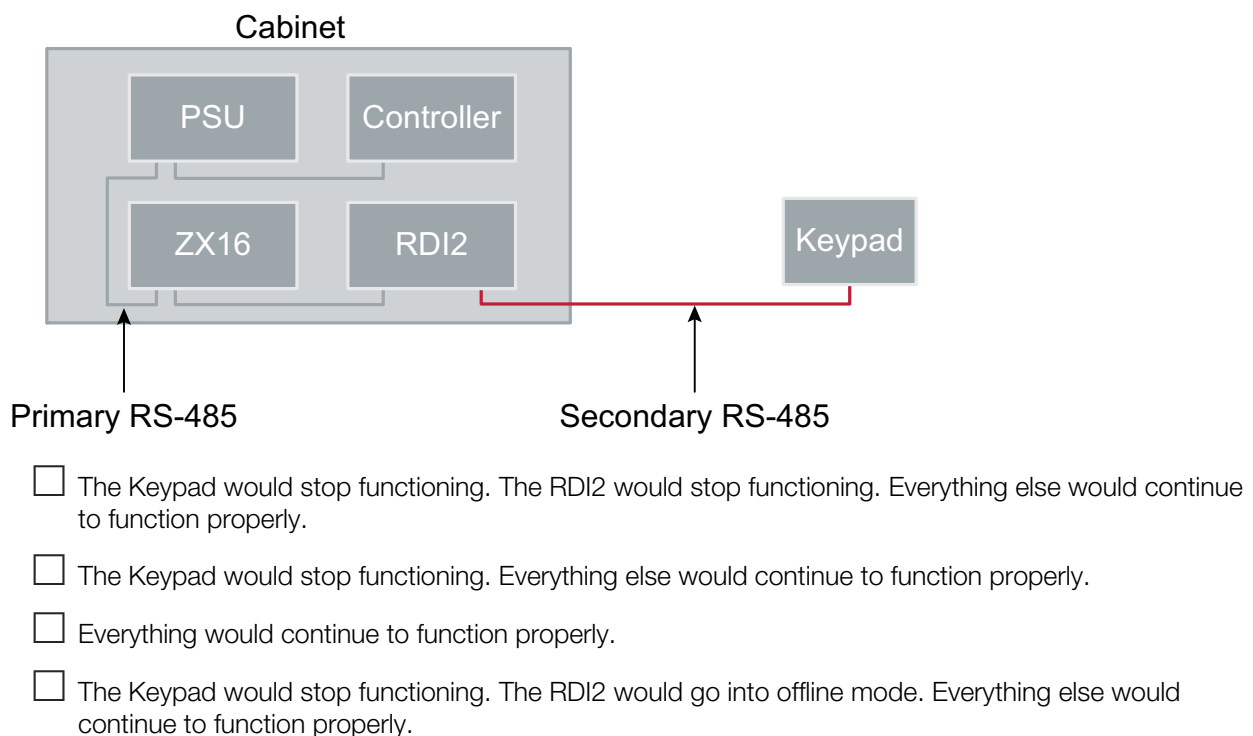 Cabinet
PSU
Controller
ZX16
RDI2
Keypad
Primary RS-485
Secondary RS-485
The Keypad would stop functioning. The RDI2 would stop functioning. Everything else would continue
to function properly.
The Keypad would stop functioning. Everything else would continue to function properly.
Everything would continue to function properly.
The Keypad would stop functioning. The RDI2 would go into offline mode. Everything else would
continue to function properly.